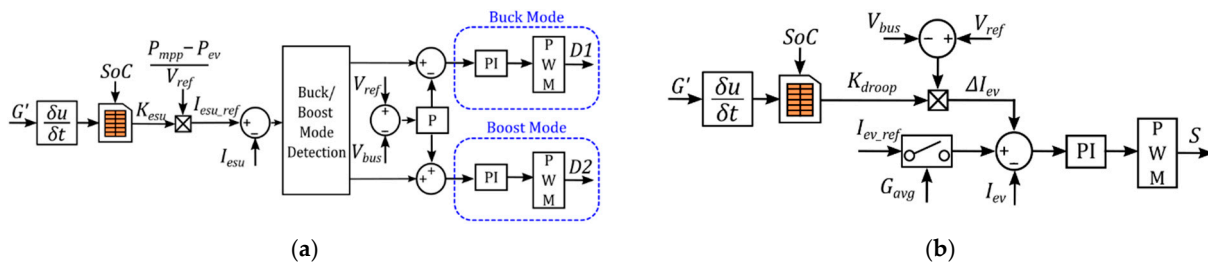 G'
δu
δt
SoC
K_esu
P_mpp − P_ev
V_ref
I_esu_ref
+
−
I_esu
Buck/
Boost
Mode
Detection
V_ref
+
−
V_bus
P
+
−
+
+
Buck Mode
PI
P
W
M
D1
Boost Mode
PI
P
W
M
D2
(a)
G'
δu
δt
SoC
K_droop
V_bus
−
+
V_ref
ΔI_ev
I_ev_ref
G_avg
+
−
I_ev
PI
P
W
M
S
(b)